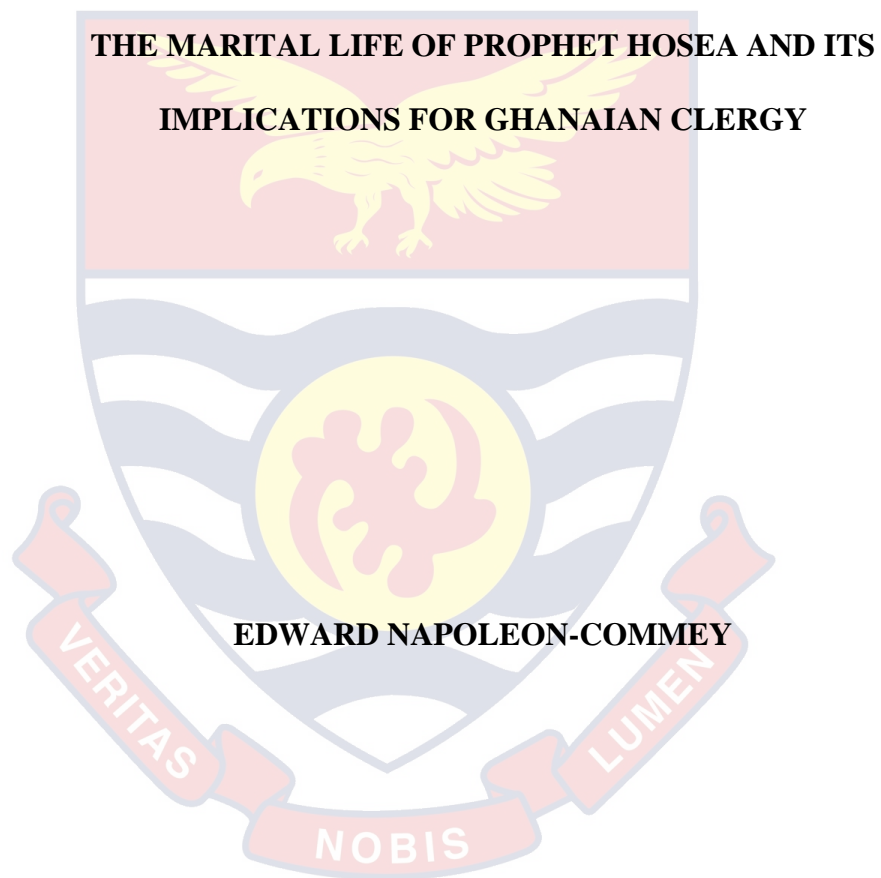 THE MARITAL LIFE OF PROPHET HOSEA AND ITS
IMPLICATIONS FOR GHANAIAN CLERGY
EDWARD NAPOLEON-COMMEY
VERITAS
NOBIS
LUMEN